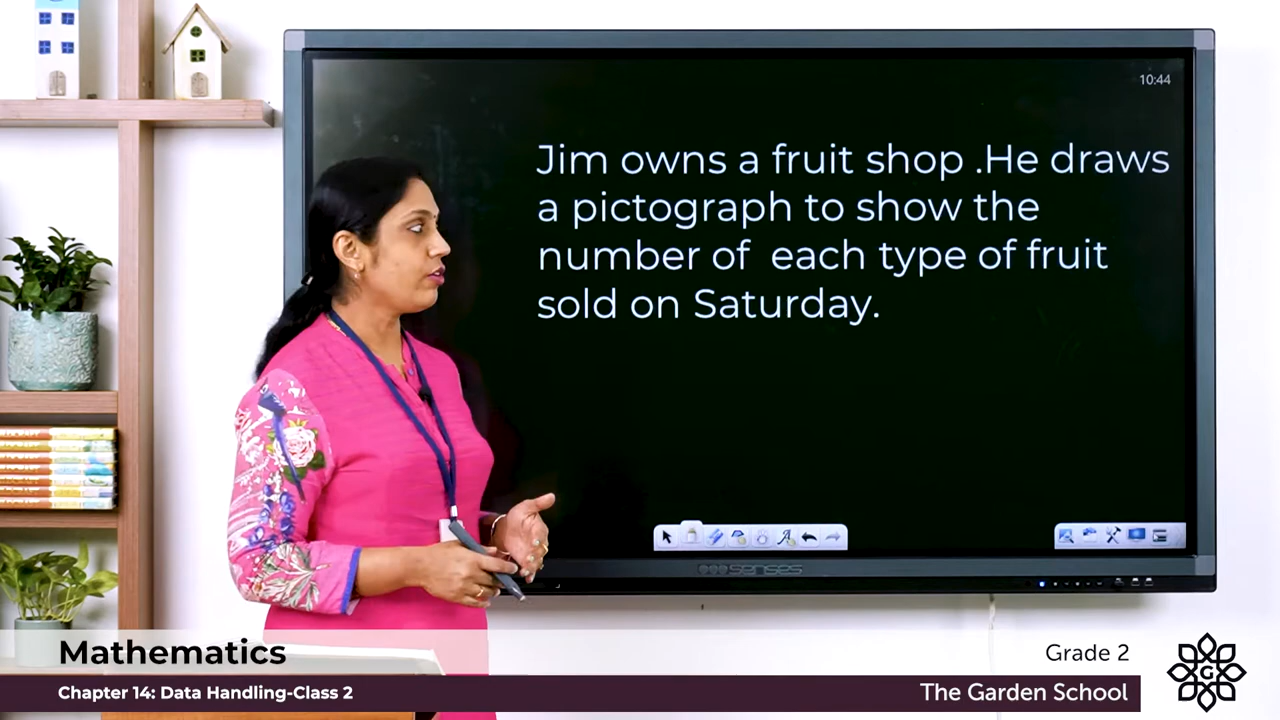 10:44
Jim owns a fruit shop .He draws
a pictograph to show the
number of  each type of fruit
sold on Saturday.
senses
Mathematics
Grade 2
Chapter 14: Data Handling-Class 2
The Garden School
G